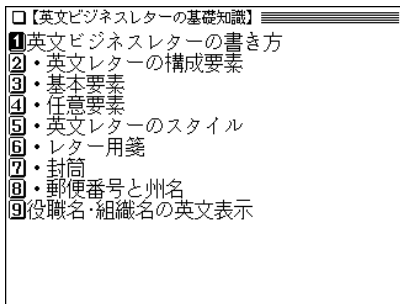 □【英文ビジネスレターの基礎知識】
1英文ビジネスレターの書き方
2・英文レターの構成要素
3・基本要素
4・任意要素
5・英文レターのスタイル
6・レター用箋
7・封筒
8・郵便番号と州名
9役職名・組織名の英文表示